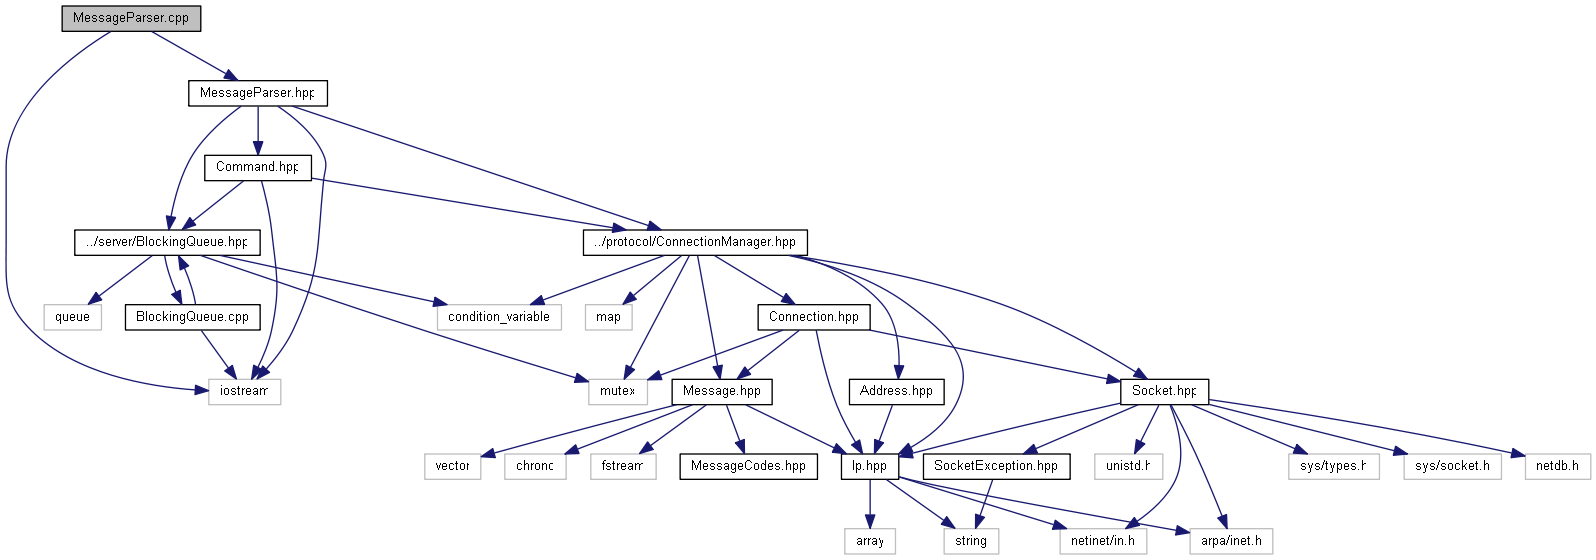 MessageParser.cpp
MessageParser.hpp
Command.hpp
../server/BlockingQueue.hpp
../protocol/ConnectionManager.hpp
queue
BlockingQueue.cpp
condition_variable
map
Connection.hpp
iostream
mutex
Message.hpp
Address.hpp
Socket.hpp
vector
chrono
fstream
MessageCodes.hpp
Ip.hpp
SocketException.hpp
unistd.h
sys/types.h
sys/socket.h
netdb.h
array
string
netinet/in.h
arpa/inet.h